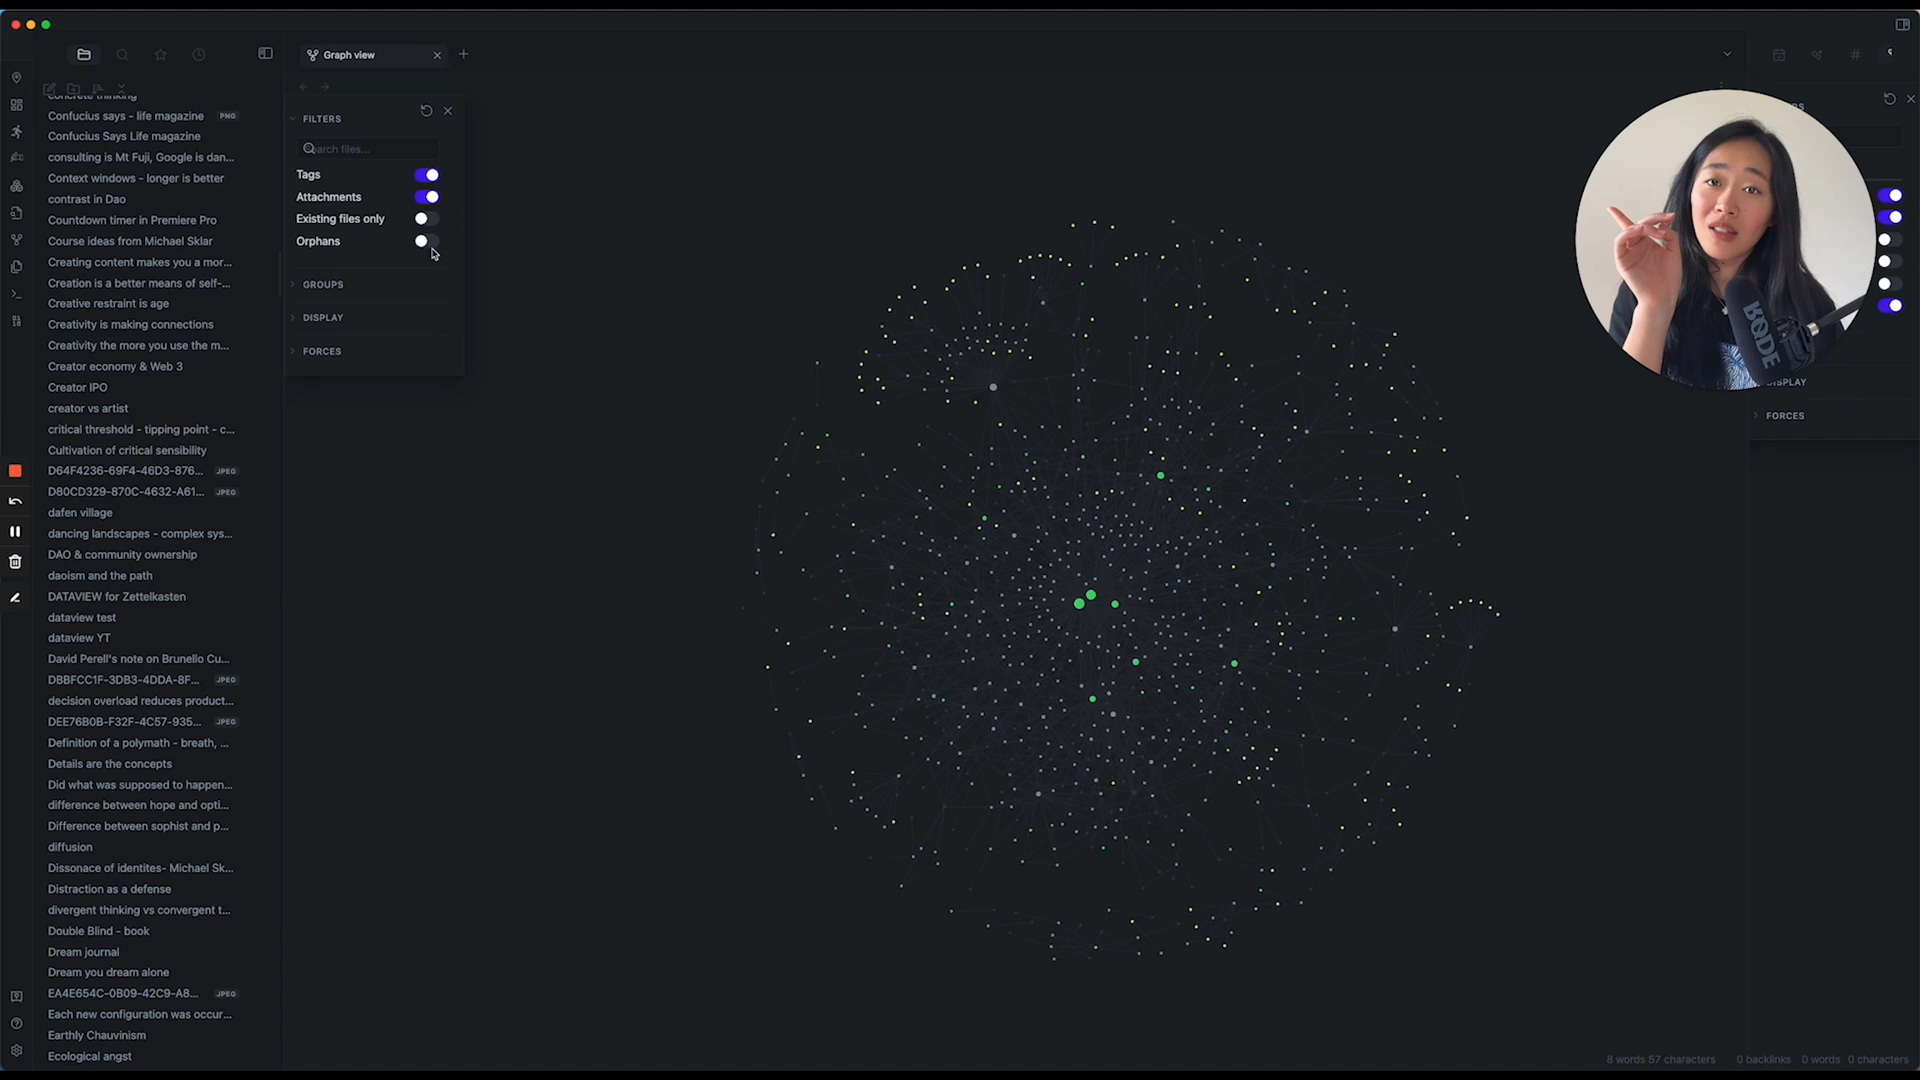 Graph view
Concrete thinking
Confucius says - life magazine PNG
Confucius Says Life magazine
consulting is Mt Fuji, Google is dan...
Context windows - longer is better
contrast in Dao
Countdown timer in Premiere Pro
Course ideas from Michael Sklar
Creating content makes you a mor...
Creation is a better means of self-...
Creative restraint is age
Creativity is making connections
Creativity the more you use the m...
Creator economy & Web 3
Creator IPO
creator vs artist
critical threshold - tipping point - c...
Cultivation of critical sensibility
D64F4236-69F4-46D3-876... JPEG
D80CD329-870C-4632-A61... JPEG
dafen village
dancing landscapes - complex sys...
DAO & community ownership
daoism and the path
DATAVIEW for Zettelkasten
dataview test
dataview YT
David Perell's note on Brunello Cu...
DBBFCC1F-3DB3-4DDA-8F... JPEG
decision overload reduces product...
DEE76B0B-F32F-4C57-935... JPEG
Definition of a polymath - breath, ...
Details are the concepts
Did what was supposed to happen...
difference between hope and opti...
Difference between sophist and p...
diffusion
Dissonace of identites- Michael Sk...
Distraction as a defense
divergent thinking vs convergent t...
Double Blind - book
Dream journal
Dream you dream alone
EA4E654C-0B09-42C9-A8... JPEG
Each new configuration was occur...
Earthly Chauvinism
Ecological angst
FILTERS
Search files...
Tags
Attachments
Existing files only
Orphans
GROUPS
DISPLAY
FORCES
RØDE
DISPLAY
FORCES
8 words 57 characters
0 backlinks 0 words 0 characters